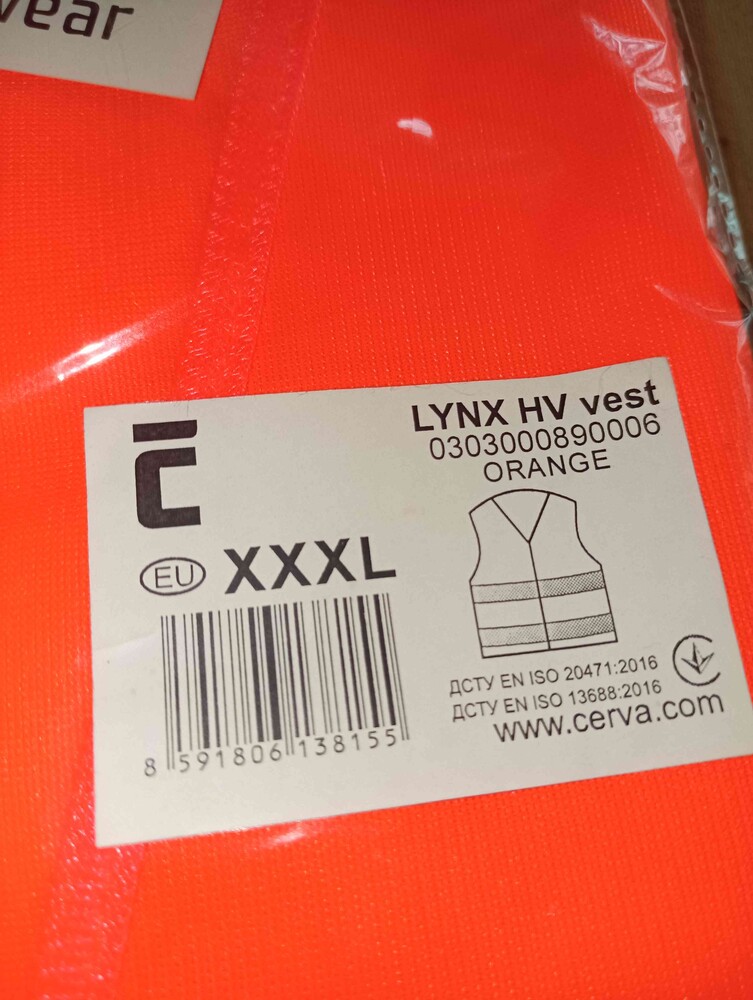 LYNX HV vest
0303000890006
ORANGE
EU XXXL
8 591806 138155
ДСТУ EN ISO 20471:2016
ДСТУ EN ISO 13688:2016
www.cerva.com